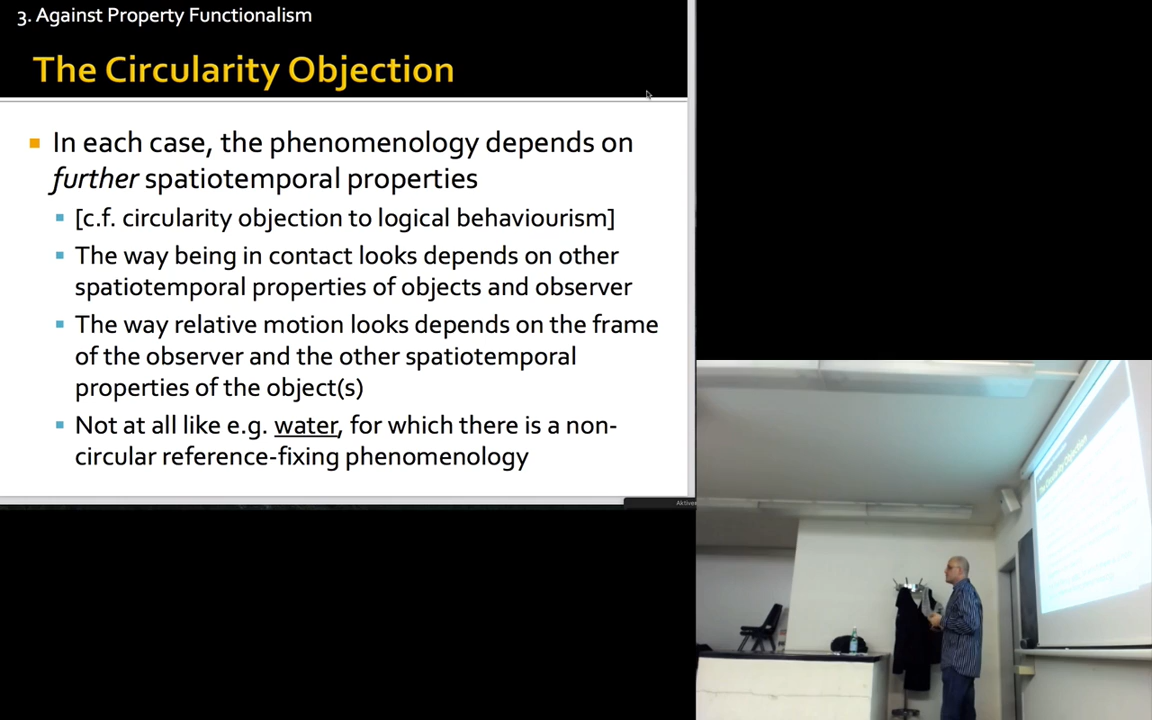 3. Against Property Functionalism
The Circularity Objection
In each case, the phenomenology depends on
further spatiotemporal properties
[c.f. circularity objection to logical behaviourism]
The way being in contact looks depends on other
spatiotemporal properties of objects and observer
The way relative motion looks depends on the frame
of the observer and the other spatiotemporal
properties of the object(s)
Not at all like e.g. water, for which there is a non-
circular reference-fixing phenomenology
The Circularity Objection